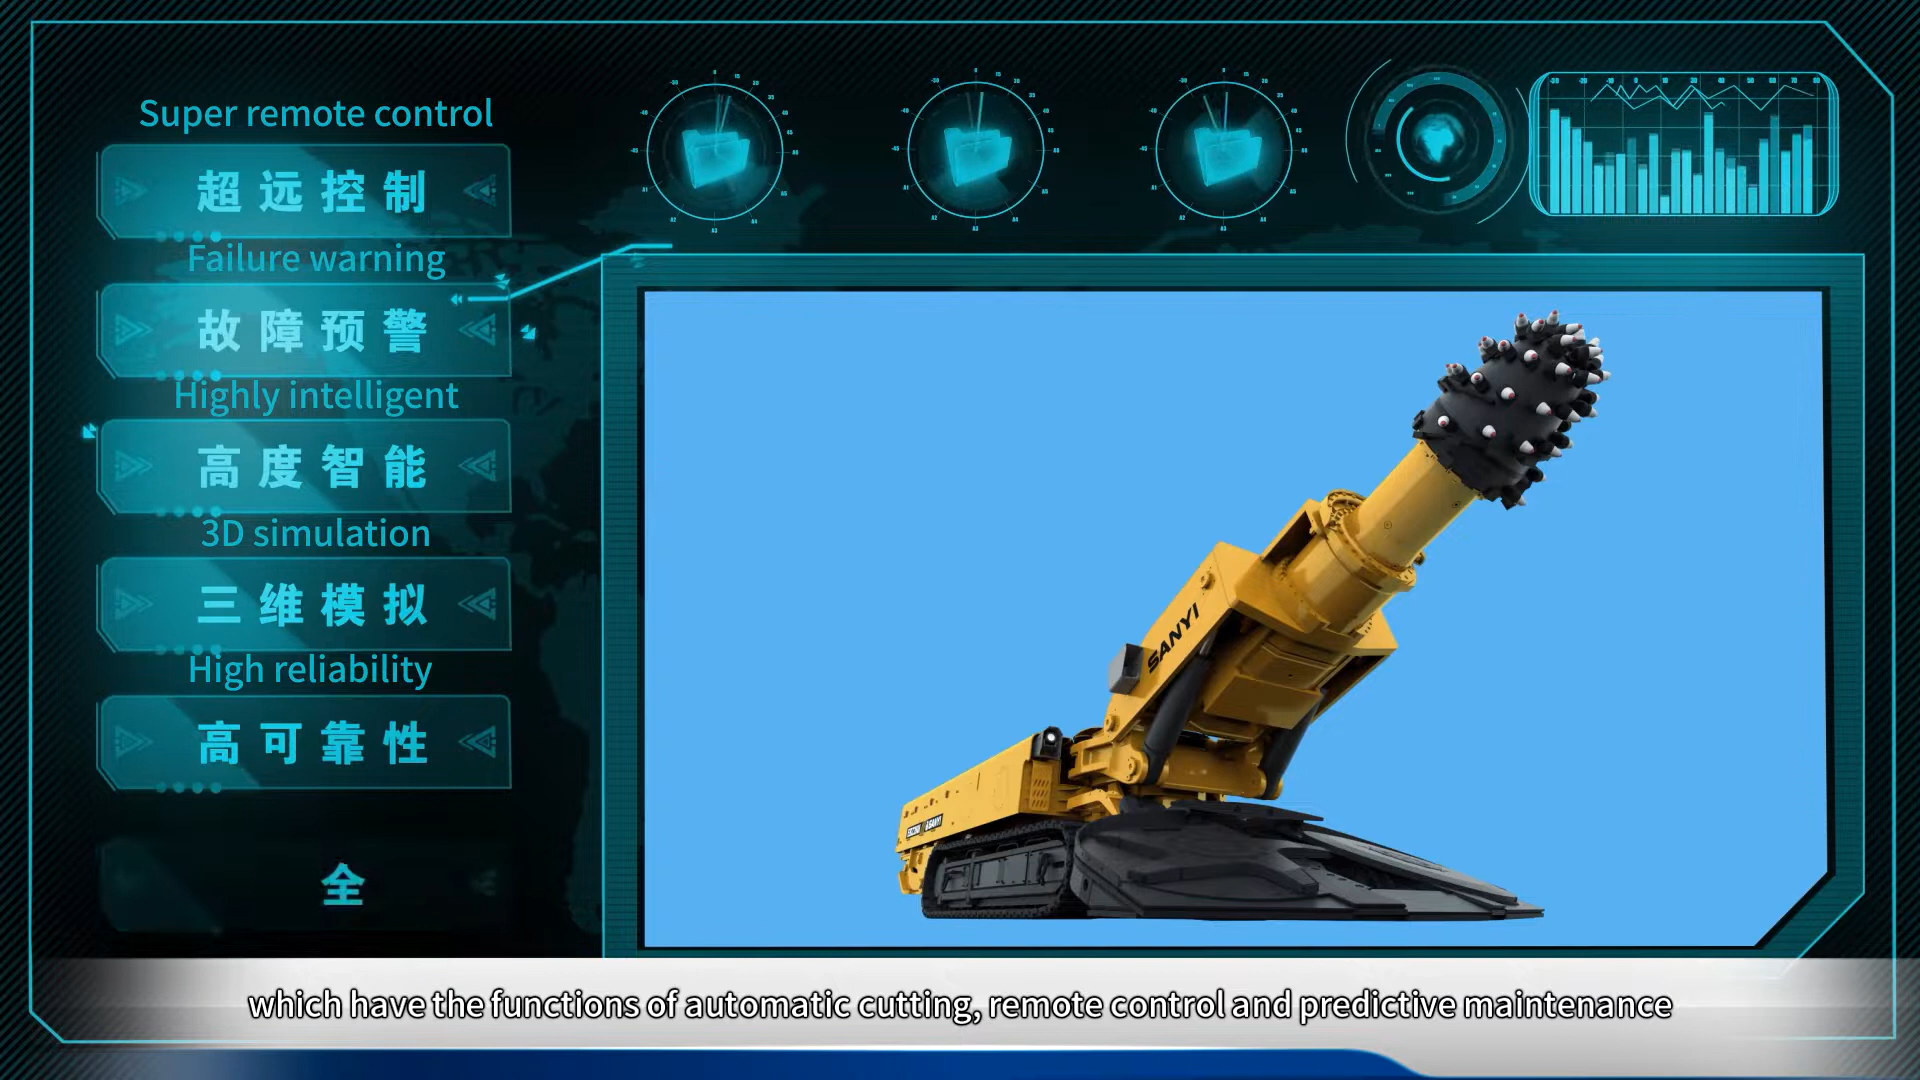 Super remote control
超远控制
Failure warning
故障预警
Highly intelligent
高度智能
3D simulation
三维模拟
High reliability
高可靠性
全
SANYI
which have the functions of automatic cutting, remote control and predictive maintenance